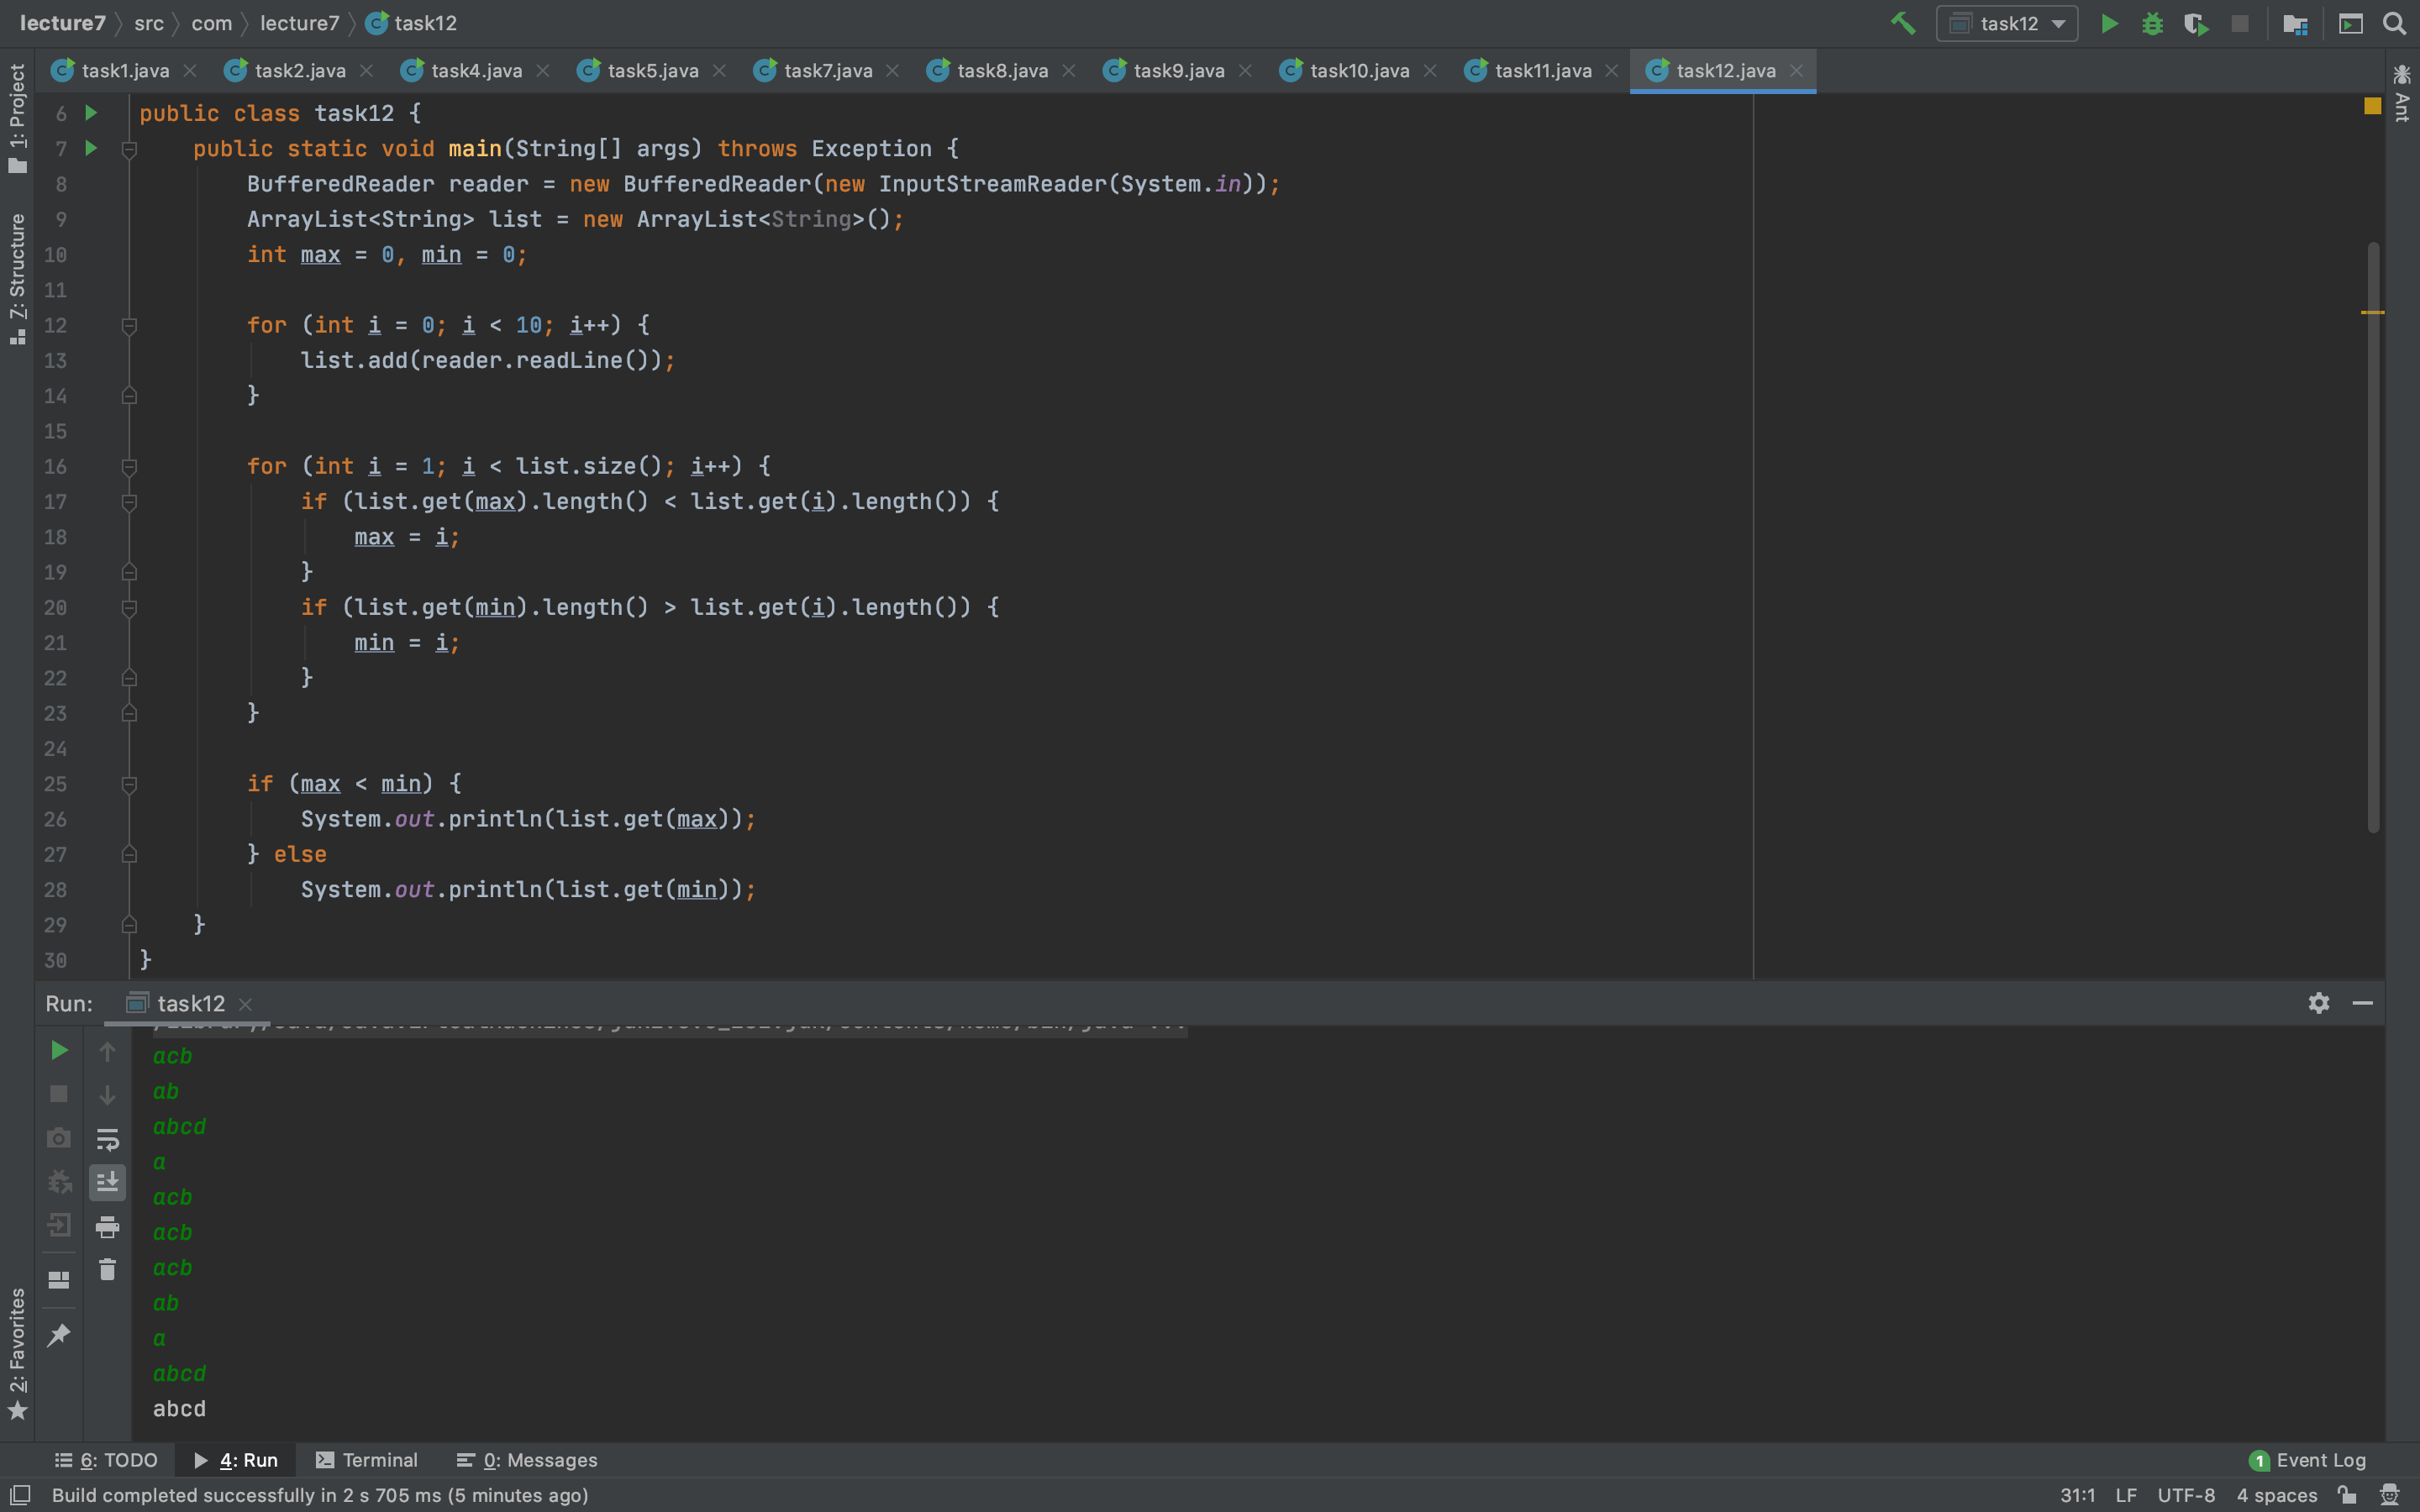 lecture7 src com lecture7 task12 task12
task1.java task2.java task4.java task5.java task7.java task8.java task9.java task10.java task11.java task12.java
1: Project
7: Structure
2: Favorites
Ant
6 public class task12 {
7 public static void main(String[] args) throws Exception {
8 BufferedReader reader = new BufferedReader(new InputStreamReader(System.in));
9 ArrayList<String> list = new ArrayList<String>();
10 int max = 0, min = 0;
11
12 for (int i = 0; i < 10; i++) {
13 list.add(reader.readLine());
14 }
15
16 for (int i = 1; i < list.size(); i++) {
17 if (list.get(max).length() < list.get(i).length()) {
18 max = i;
19 }
20 if (list.get(min).length() > list.get(i).length()) {
21 min = i;
22 }
23 }
24
25 if (max < min) {
26 System.out.println(list.get(max));
27 } else
28 System.out.println(list.get(min));
29 }
30 }
Run: task12
acb
ab
abcd
a
acb
acb
acb
ab
a
abcd
abcd
6: TODO 4: Run Terminal 0: Messages 1 Event Log
Build completed successfully in 2 s 705 ms (5 minutes ago) 31:1 LF UTF-8 4 spaces